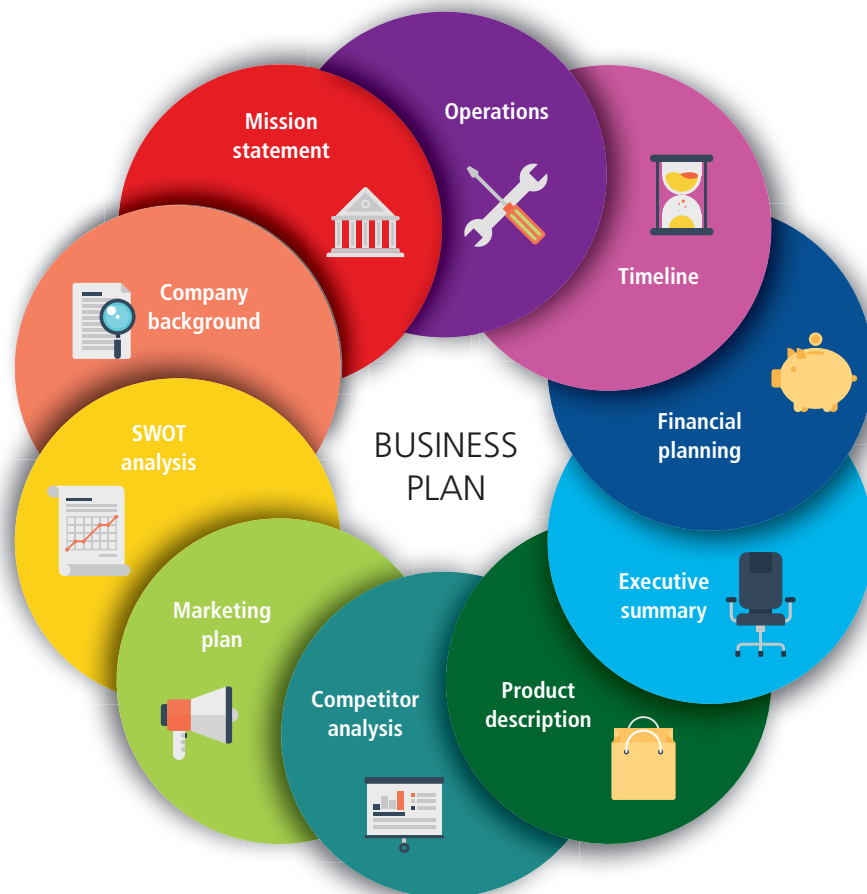 Operations
Timeline
Financial
planning
Executive
summary
Product
description
Competitor
analysis
Marketing
plan
SWOT
analysis
Company
background
Mission
statement
BUSINESS
PLAN